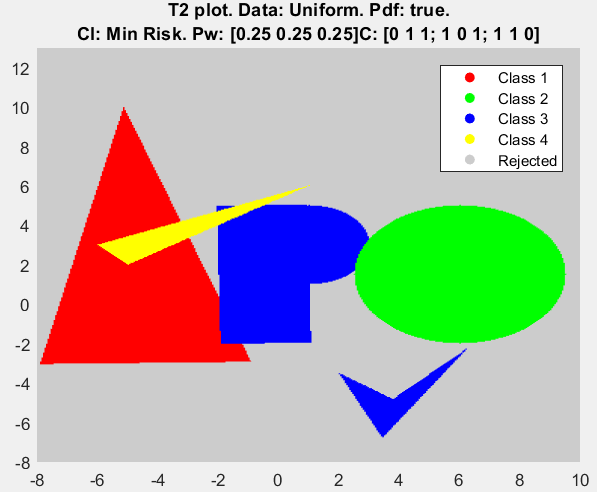 T2 plot. Data: Uniform. Pdf: true.
Cl: Min Risk. Pw: [0.25 0.25 0.25]C: [0 1 1; 1 0 1; 1 1 0]
Class 1
Class 2
Class 3
Class 4
Rejected
12
10
8
6
4
2
0
-2
-4
-6
-8
-8 -6 -4 -2 0 2 4 6 8 10